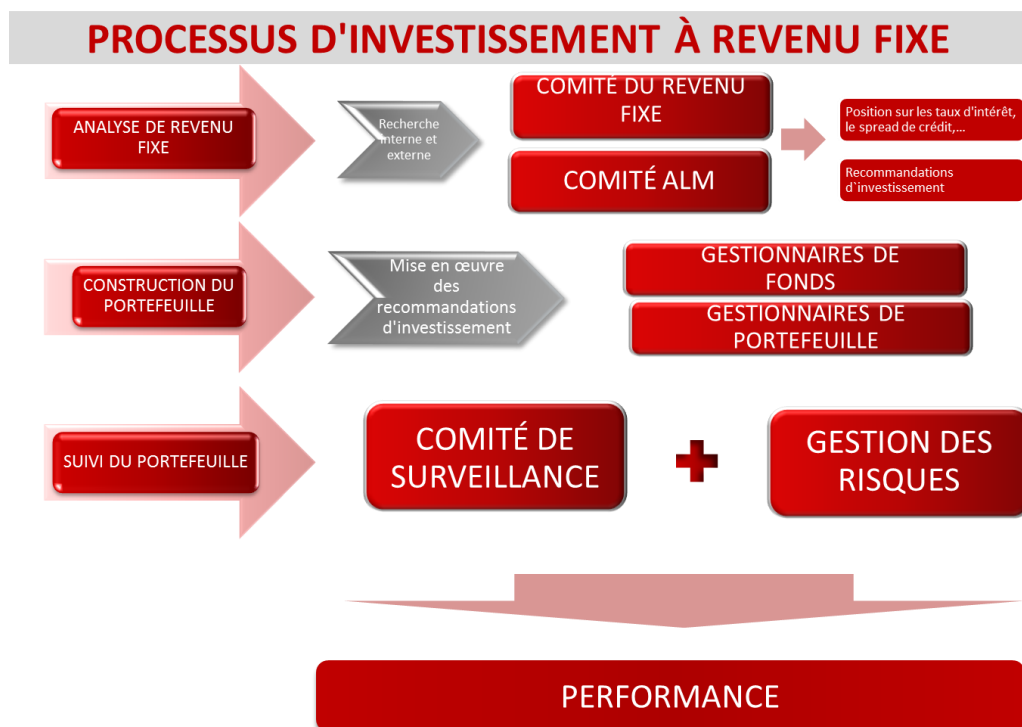 PROCESSUS D'INVESTISSEMENT À REVENU FIXE
ANALYSE DE REVENU
FIXE
Recherche
interne et
externe
COMITÉ DU REVENU
FIXE
COMITÉ ALM
Position sur les taux d'intérêt,
le spread de crédit,...
Recommandations
d`investissement
CONSTRUCTION DU
PORTEFEUILLE
Mise en œuvre
des
recommandations
d'investissement
GESTIONNAIRES DE
FONDS
GESTIONNAIRES DE
PORTEFEUILLE
SUIVI DU PORTEFEUILLE
COMITÉ DE
SURVEILLANCE
GESTION DES
RISQUES
PERFORMANCE